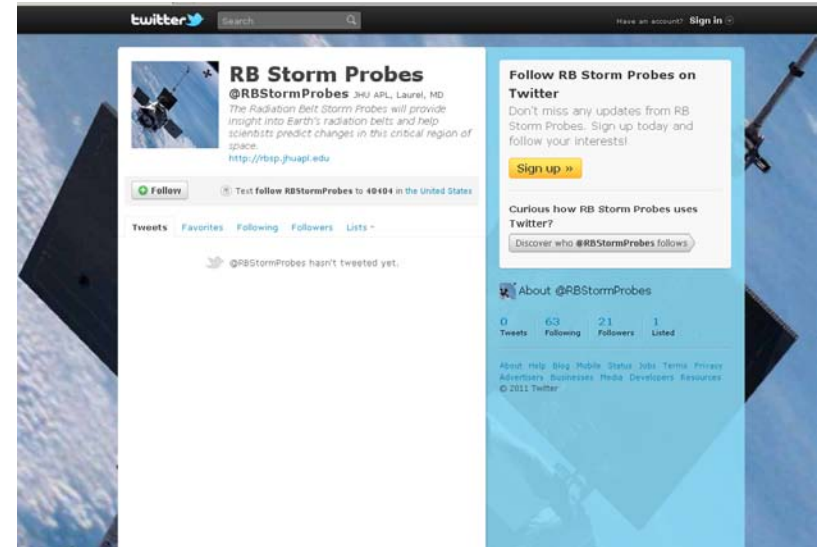 twitter
Search
Have an account? Sign in
RB Storm Probes
@RBStormProbes JHU APL, Laurel, MD
The Radiation Belt Storm Probes will provide
insight into Earth's radiation belts and help
scientists predict changes in this critical region of
space.
http://rbsp.jhuapl.edu
Follow
Text follow RBStormProbes to 40404 in the United States
Tweets Favorites Following Followers Lists
@RBStormProbes hasn't tweeted yet.
Follow RB Storm Probes on
Twitter
Don't miss any updates from RB
Storm Probes. Sign up today and
follow your interests!
Sign up »
Curious how RB Storm Probes uses
Twitter?
Discover who @RBStormProbes follows
About @RBStormProbes
0 63 21 1
Tweets Following Followers Listed
About Help Blog Mobile Status Jobs Terms Privacy
Advertisers Businesses Media Developers Resources
© 2011 Twitter